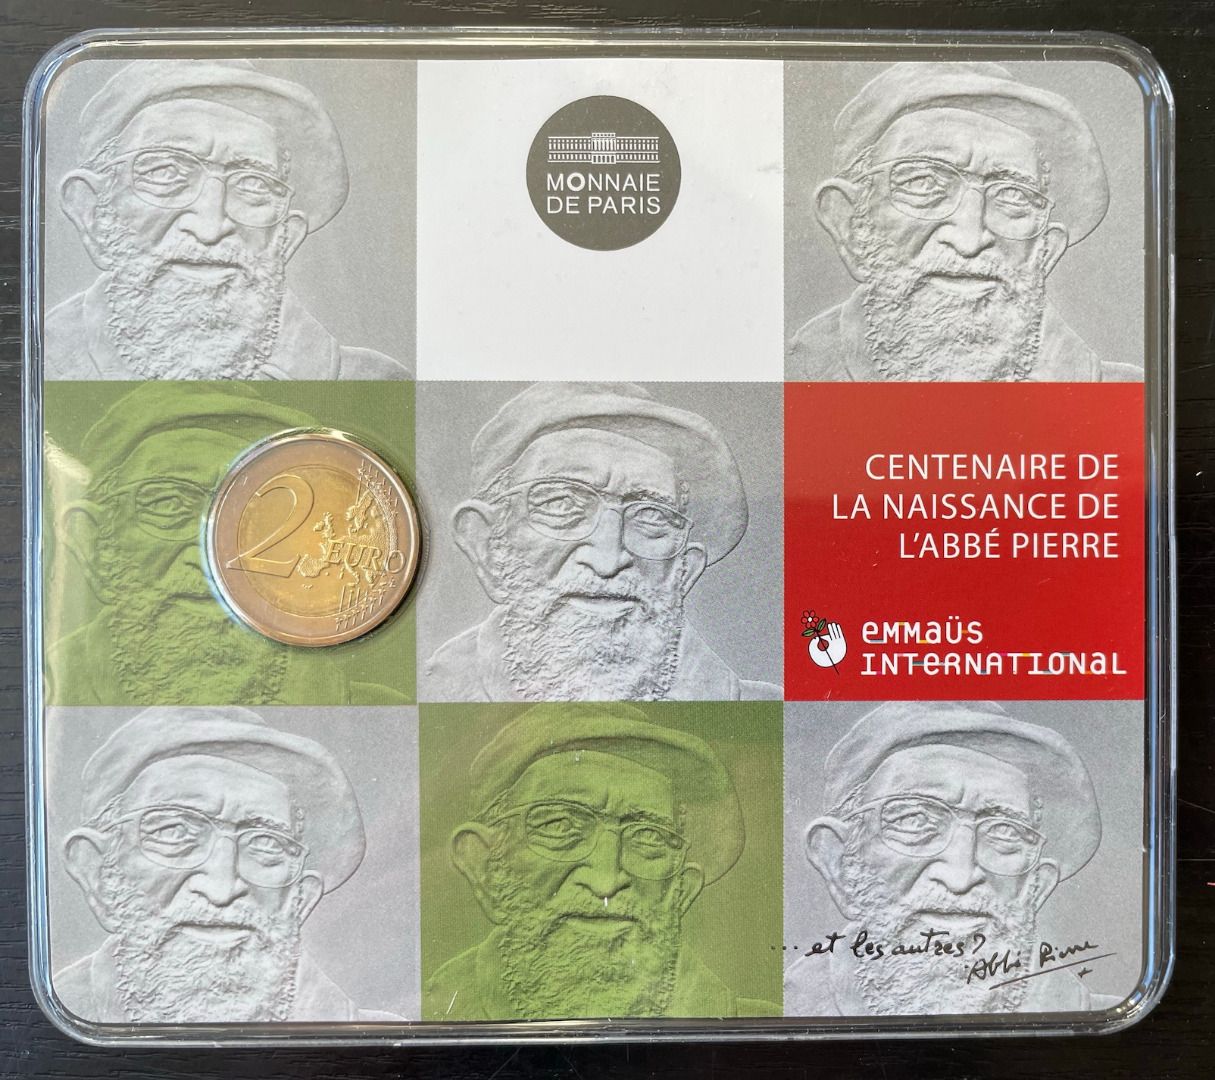 MONNAIE
DE PARIS
CENTENAIRE DE
LA NAISSANCE DE
L'ABBÉ PIERRE
emmaüs
INTERNATIONAL
2 EURO
... et les autres?
Abbé Pierre